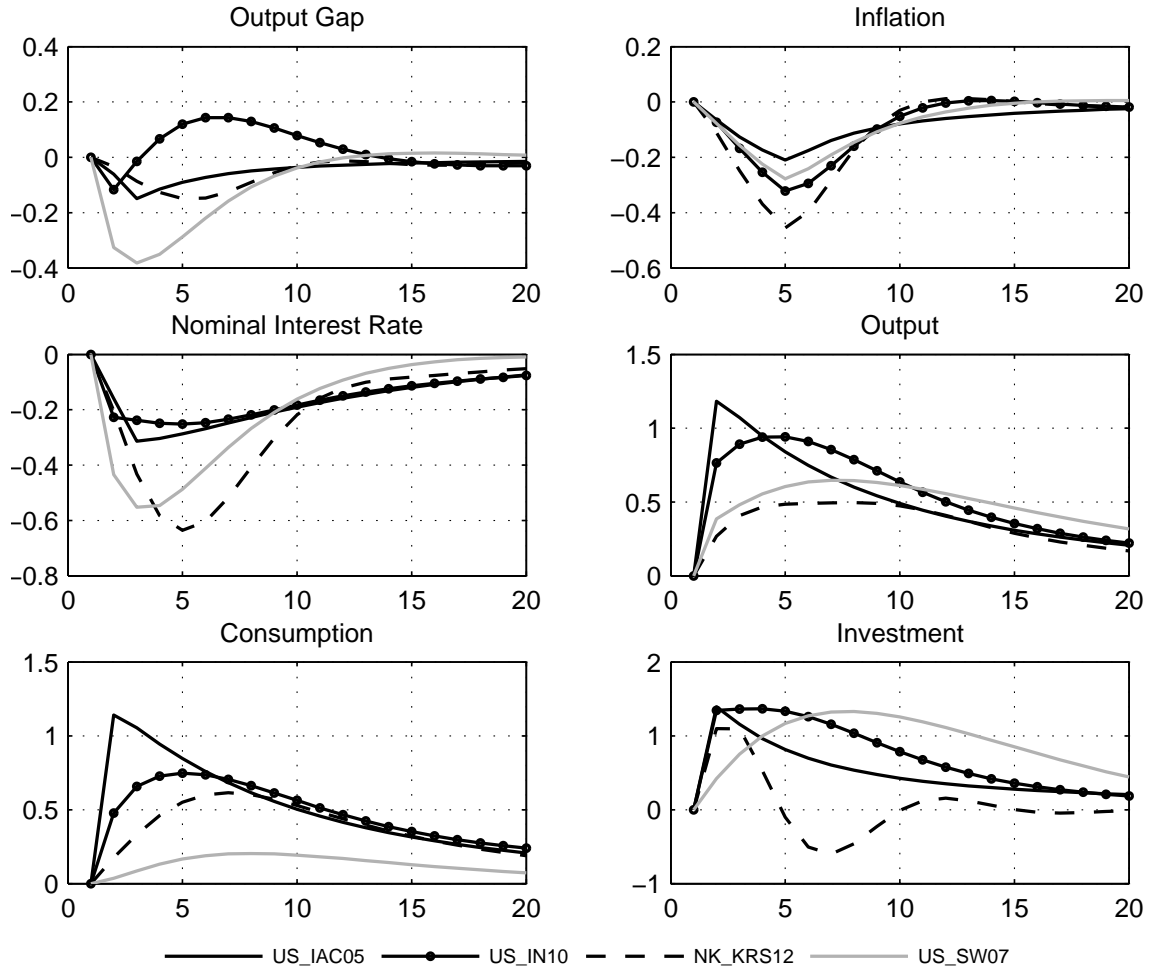 Output Gap
0.4
0.2
0
−0.2
−0.4
0 5 10 15 20
Inflation
0.2
0
−0.2
−0.4
−0.6
0 5 10 15 20
Nominal Interest Rate
0
−0.2
−0.4
−0.6
−0.8
0 5 10 15 20
Output
1.5
1
0.5
0
0 5 10 15 20
Consumption
1.5
1
0.5
0
0 5 10 15 20
Investment
2
1
0
−1
0 5 10 15 20
US_IAC05 US_IN10 NK_KRS12 US_SW07